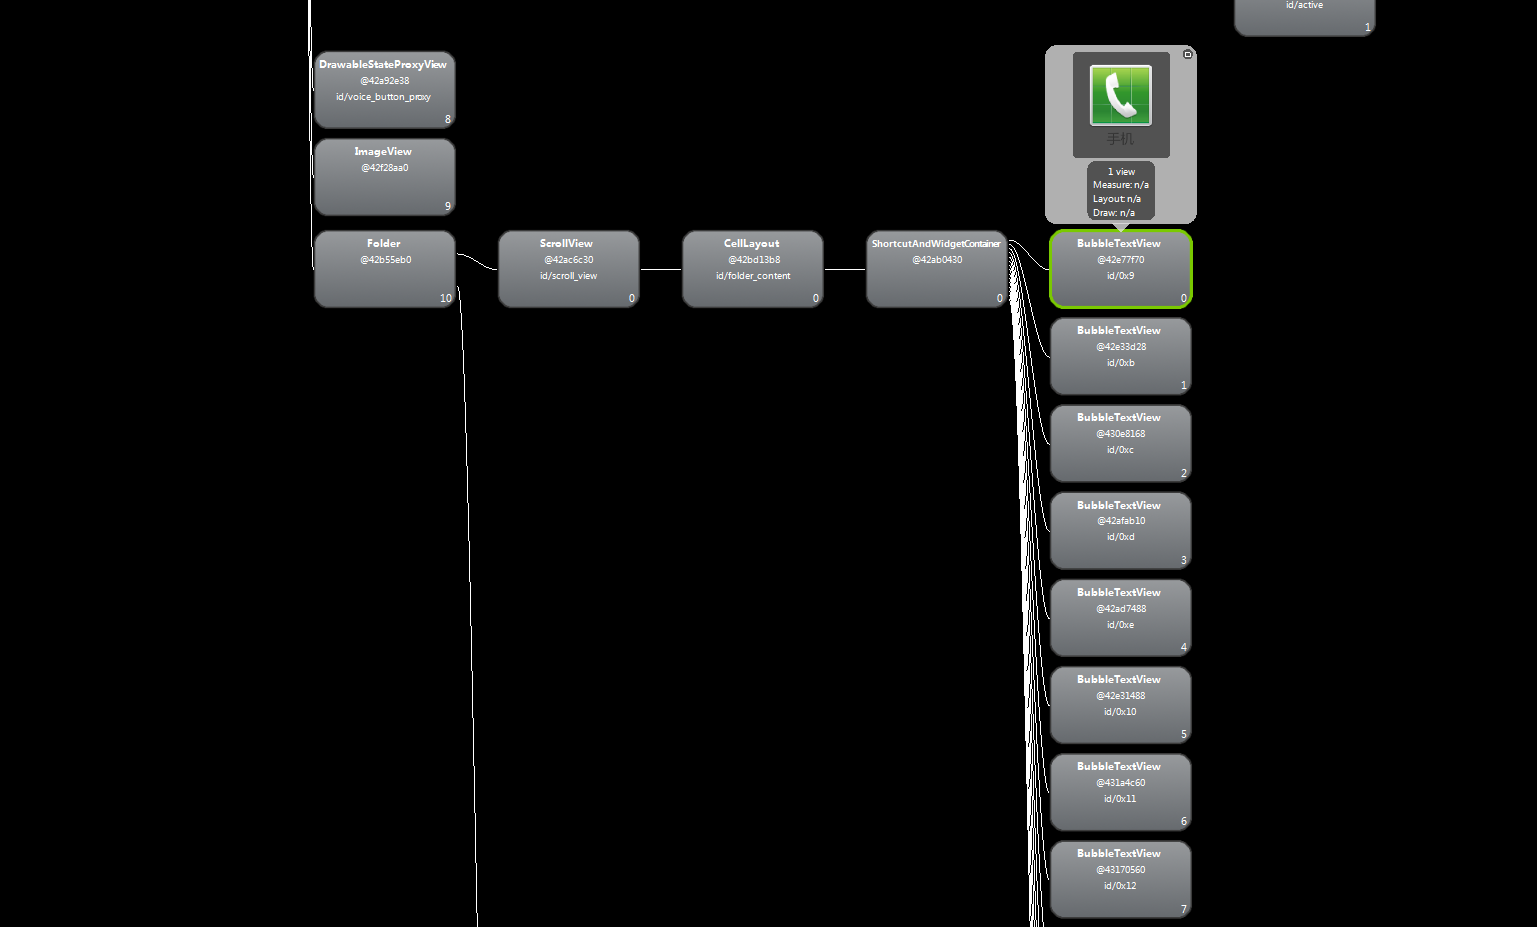 id/active
1
DrawableStateProxyView
@42a92e38
id/voice_button_proxy
8
ImageView
@42f28aa0
9
手机
1 view
Measure: n/a
Layout: n/a
Draw: n/a
Folder
@42b55eb0
10
ScrollView
@42ac6c30
id/scroll_view
0
CellLayout
@42bd13b8
id/folder_content
0
ShortcutAndWidgetContainer
@42ab0430
0
BubbleTextView
@42e77f70
id/0x9
0
BubbleTextView
@42e33d28
id/0xb
1
BubbleTextView
@430e8168
id/0xc
2
BubbleTextView
@42afab10
id/0xd
3
BubbleTextView
@42ad7488
id/0xe
4
BubbleTextView
@42e31488
id/0x10
5
BubbleTextView
@431a4c60
id/0x11
6
BubbleTextView
@43170560
id/0x12
7